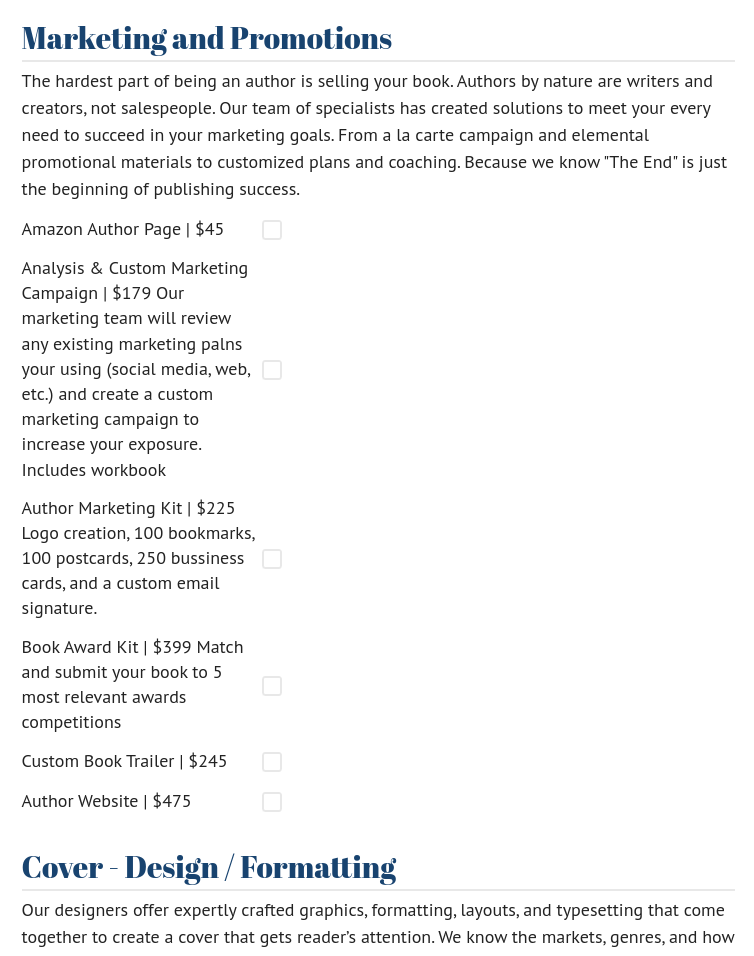 Marketing and Promotions
The hardest part of being an author is selling your book. Authors by nature are writers and
creators, not salespeople. Our team of specialists has created solutions to meet your every
need to succeed in your marketing goals. From a la carte campaign and elemental
promotional materials to customized plans and coaching. Because we know "The End" is just
the beginning of publishing success.
Amazon Author Page | $45
Analysis & Custom Marketing
Campaign | $179 Our
marketing team will review
any existing marketing palns
your using (social media, web,
etc.) and create a custom
marketing campaign to
increase your exposure.
Includes workbook
Author Marketing Kit | $225
Logo creation, 100 bookmarks,
100 postcards, 250 bussiness
cards, and a custom email
signature.
Book Award Kit | $399 Match
and submit your book to 5
most relevant awards
competitions
Custom Book Trailer | $245
Author Website | $475
Cover - Design / Formatting
Our designers offer expertly crafted graphics, formatting, layouts, and typesetting that come
together to create a cover that gets reader’s attention. We know the markets, genres, and how